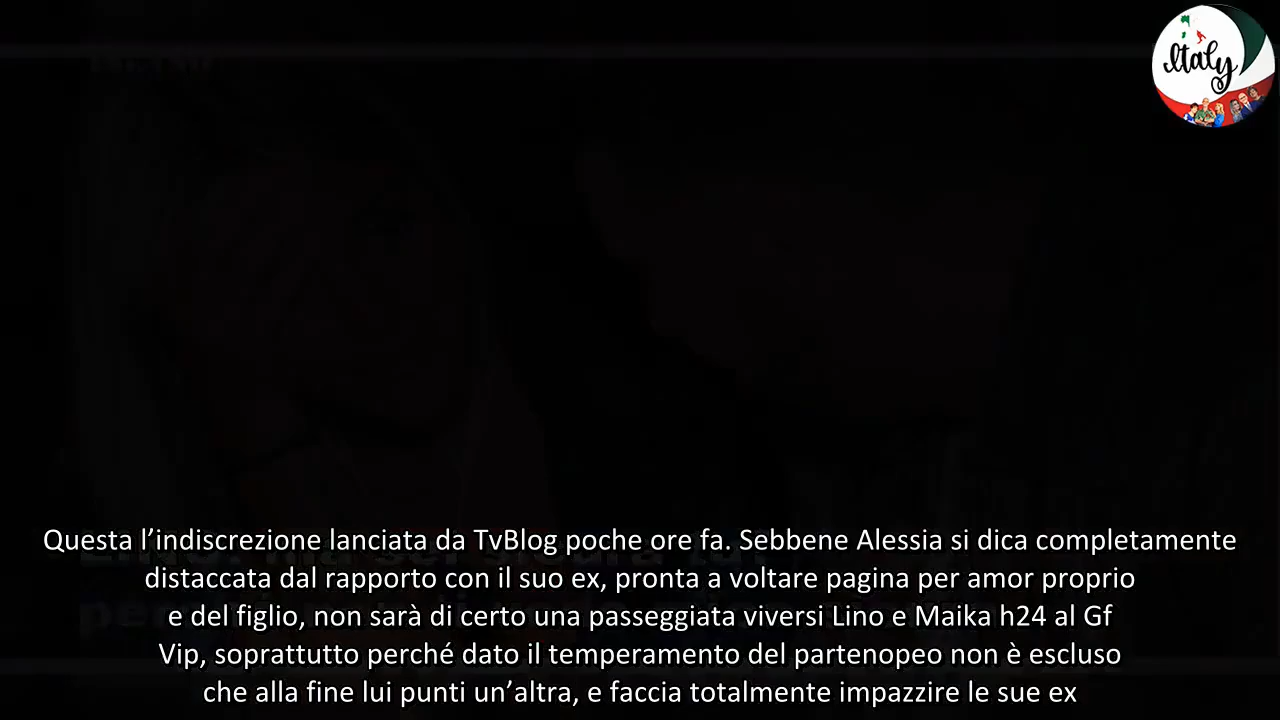 Italy
Questa l’indiscrezione lanciata da TvBlog poche ore fa. Sebbene Alessia si dica completamente
distaccata dal rapporto con il suo ex, pronta a voltare pagina per amor proprio
e del figlio, non sarà di certo una passeggiata viversi Lino e Maika h24 al Gf
Vip, soprattutto perché dato il temperamento del partenopeo non è escluso
che alla fine lui punti un’altra, e faccia totalmente impazzire le sue ex